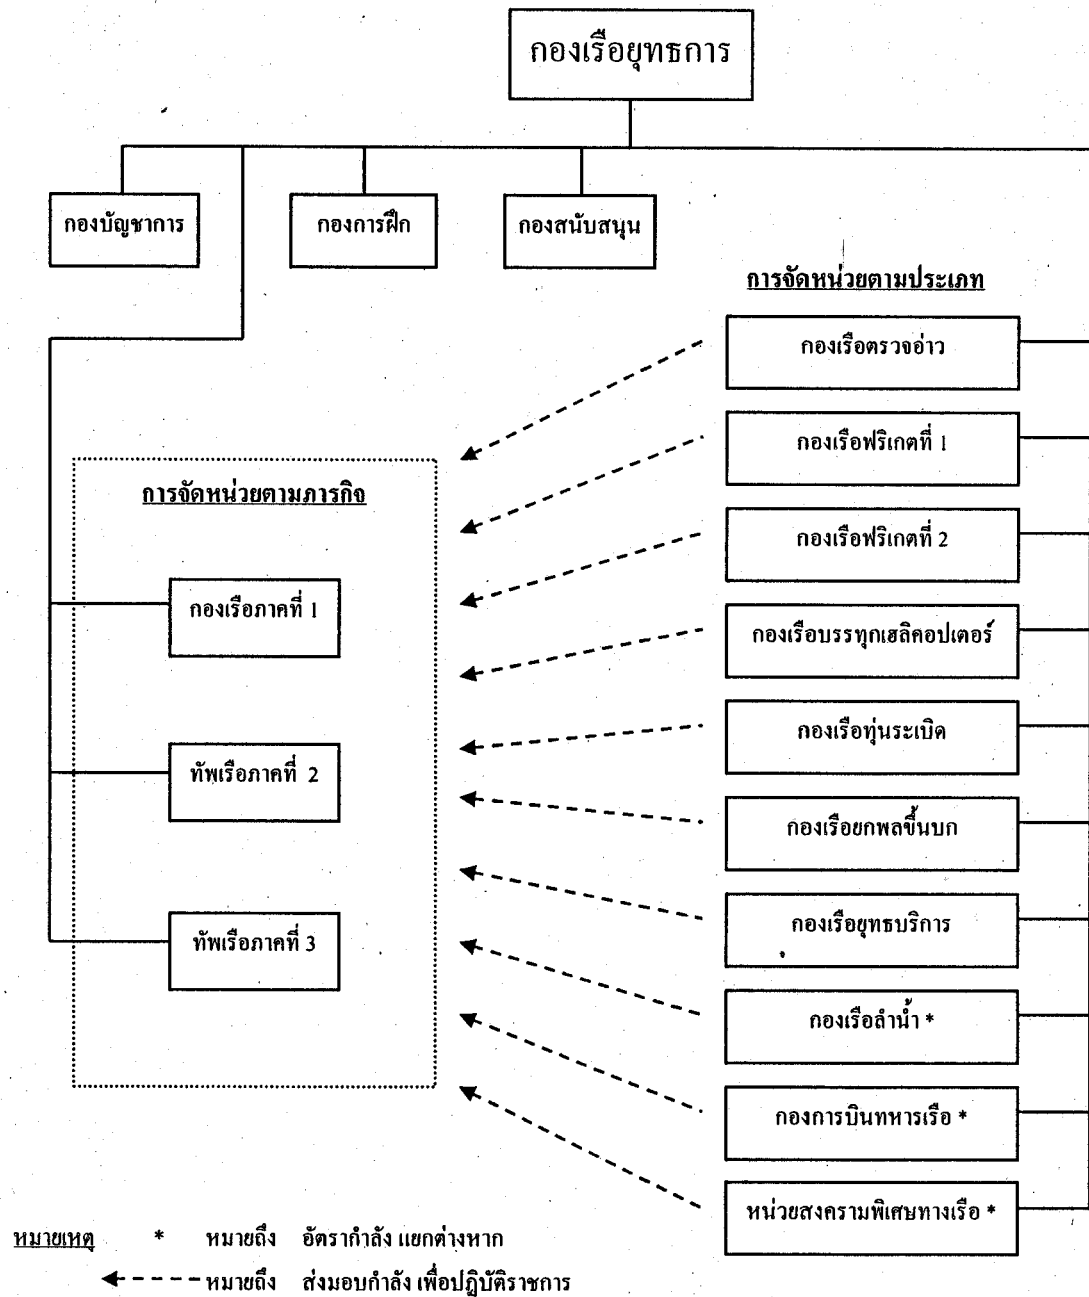 กองเรือยุทธการ
กองบัญชาการ
กองการฝึก
กองสนับสนุน
การจัดหน่วยตามประเภท
กองเรือตรวจอ่าว
กองเรือฟริเกตที่ 1
กองเรือฟริเกตที่ 2
กองเรือบรรทุกเฮลิคอปเตอร์
กองเรือทุ่นระเบิด
กองเรือยกพลขึ้นบก
กองเรือยุทธบริการ
กองเรือลำน้ำ *
กองการบินทหารเรือ *
หน่วยสงครามพิเศษทางเรือ *
การจัดหน่วยตามภารกิจ
กองเรือภาคที่ 1
ทัพเรือภาคที่ 2
ทัพเรือภาคที่ 3
หมายเหตุ * หมายถึง อัตรากำลัง แยกต่างหาก
หมายถึง ส่งมอบกำลัง เพื่อปฏิบัติราชการ